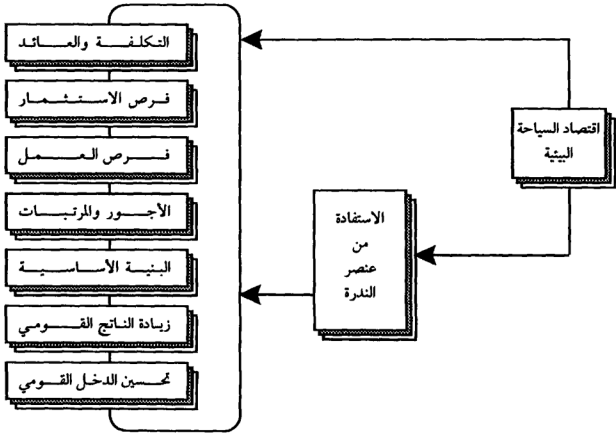 اقتصاد السياحة
البيئية
الاستفادة
من
عنصر
الندرة
التكلفة والعائد
فرص الاستثمار
فرص العمل
الأجور والمرتبات
البنية الأساسية
زيادة الناتج القومي
تحسين الدخل القومي